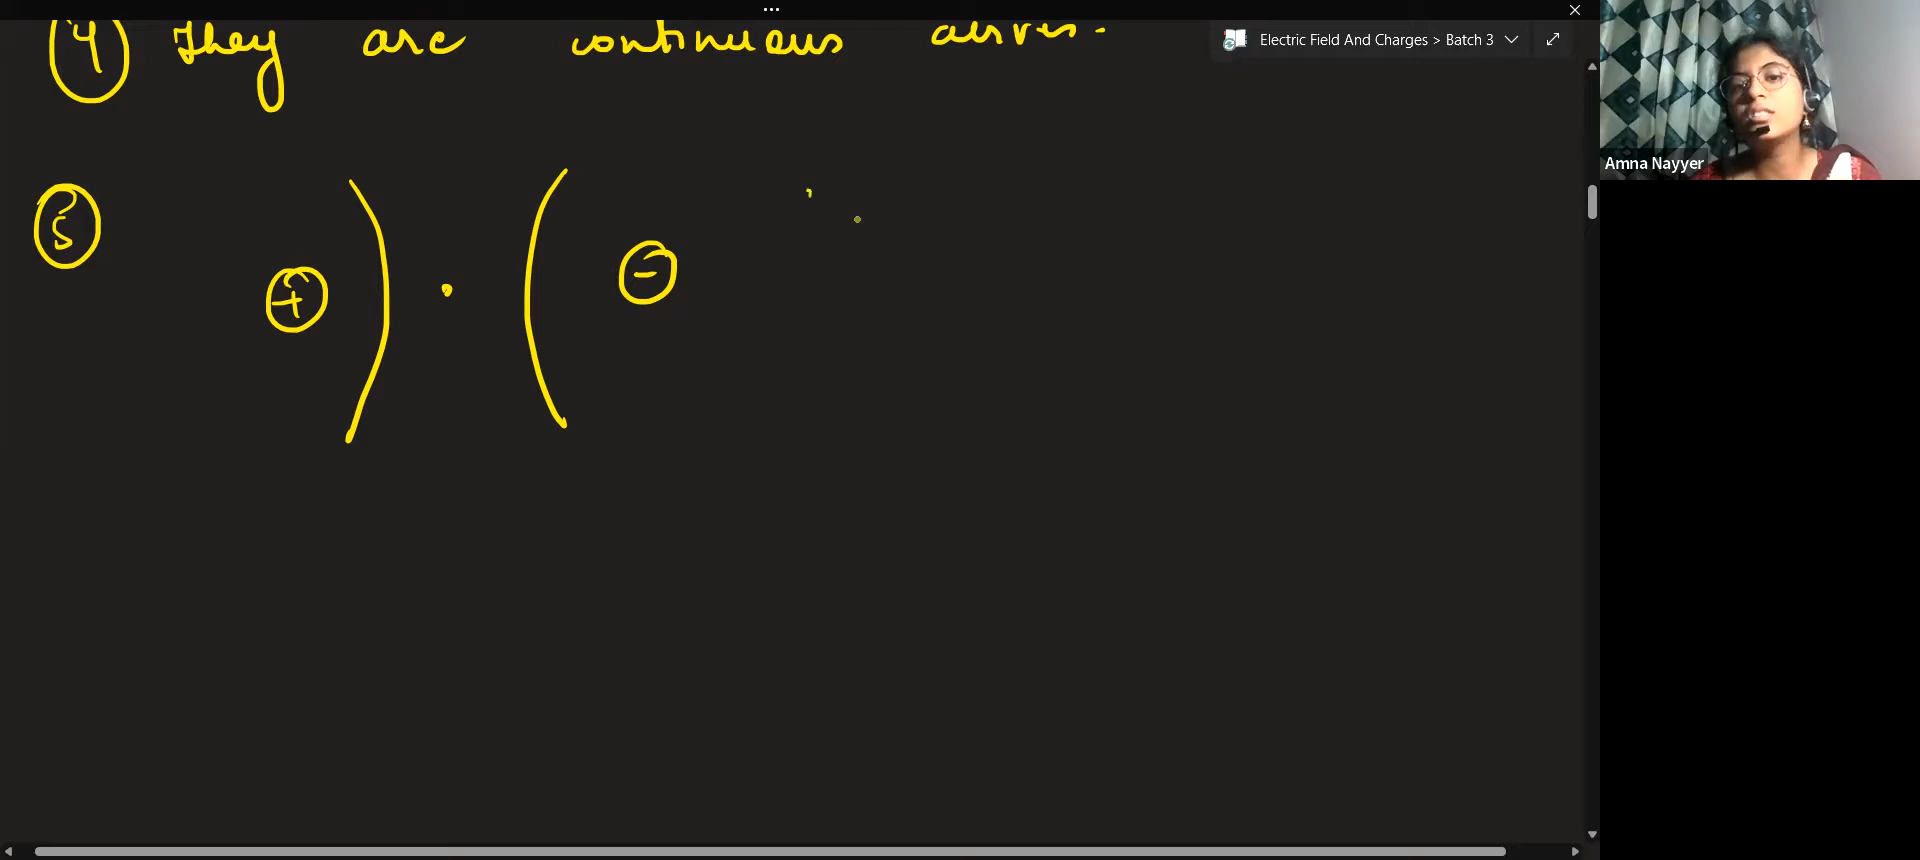 ④ They are continuous curves.
Electric Field And Charges > Batch 3
Amna Nayyer
⑤
+ −